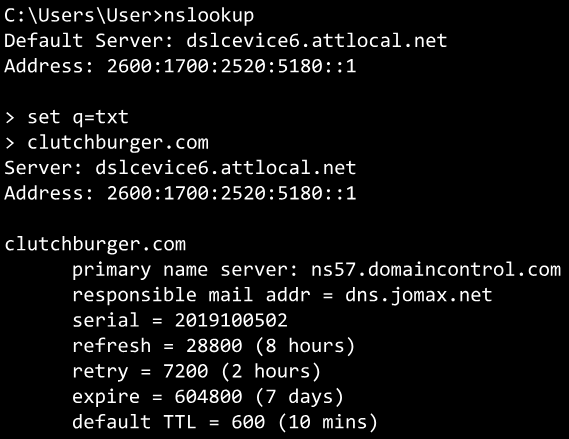 C:\Users\User>nslookup
Default Server: dslcevice6.attlocal.net
Address: 2600:1700:2520:5180::1
> set q=txt
> clutchburger.com
Server: dslcevice6.attlocal.net
Address: 2600:1700:2520:5180::1
clutchburger.com
primary name server: ns57.domaincontrol.com
responsible mail addr = dns.jomax.net
serial = 2019100502
refresh = 28800 (8 hours)
retry = 7200 (2 hours)
expire = 604800 (7 days)
default TTL = 600 (10 mins)